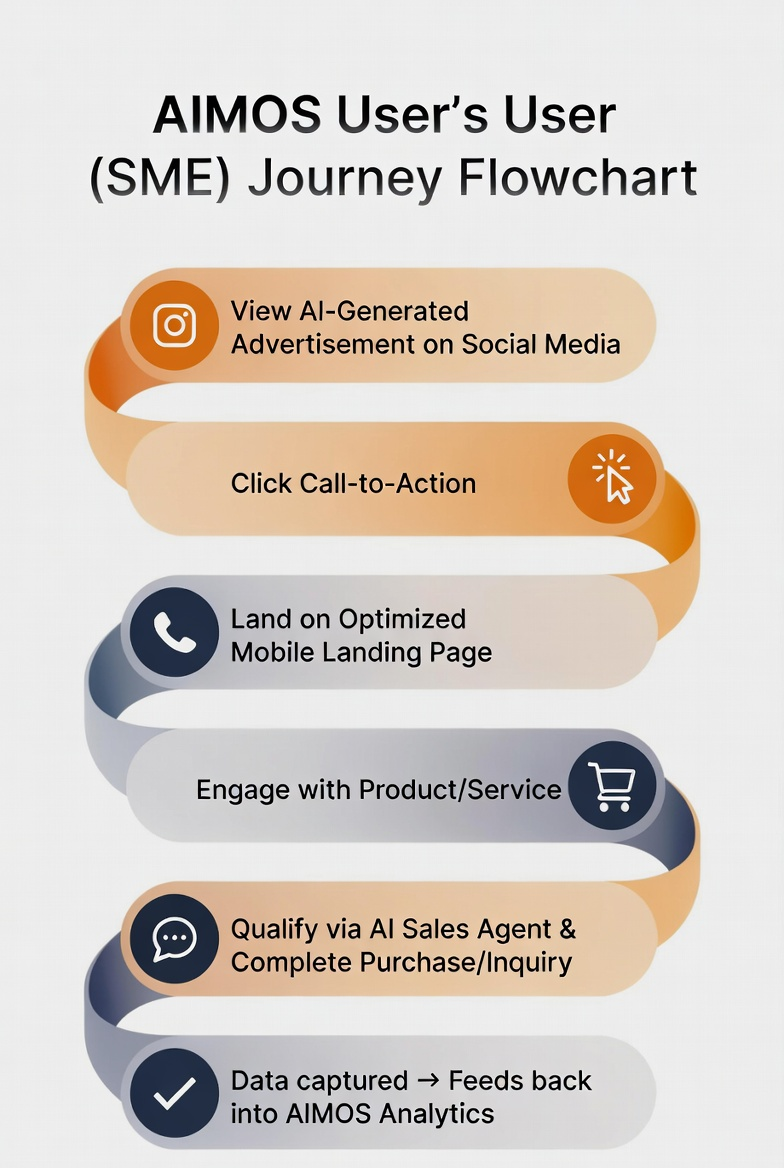 AIMOS User’s User
(SME) Journey Flowchart
View AI-Generated
Advertisement on Social Media
Click Call-to-Action
Land on Optimized
Mobile Landing Page
Engage with Product/Service
Qualify via AI Sales Agent &
Complete Purchase/Inquiry
Data captured → Feeds back
into AIMOS Analytics